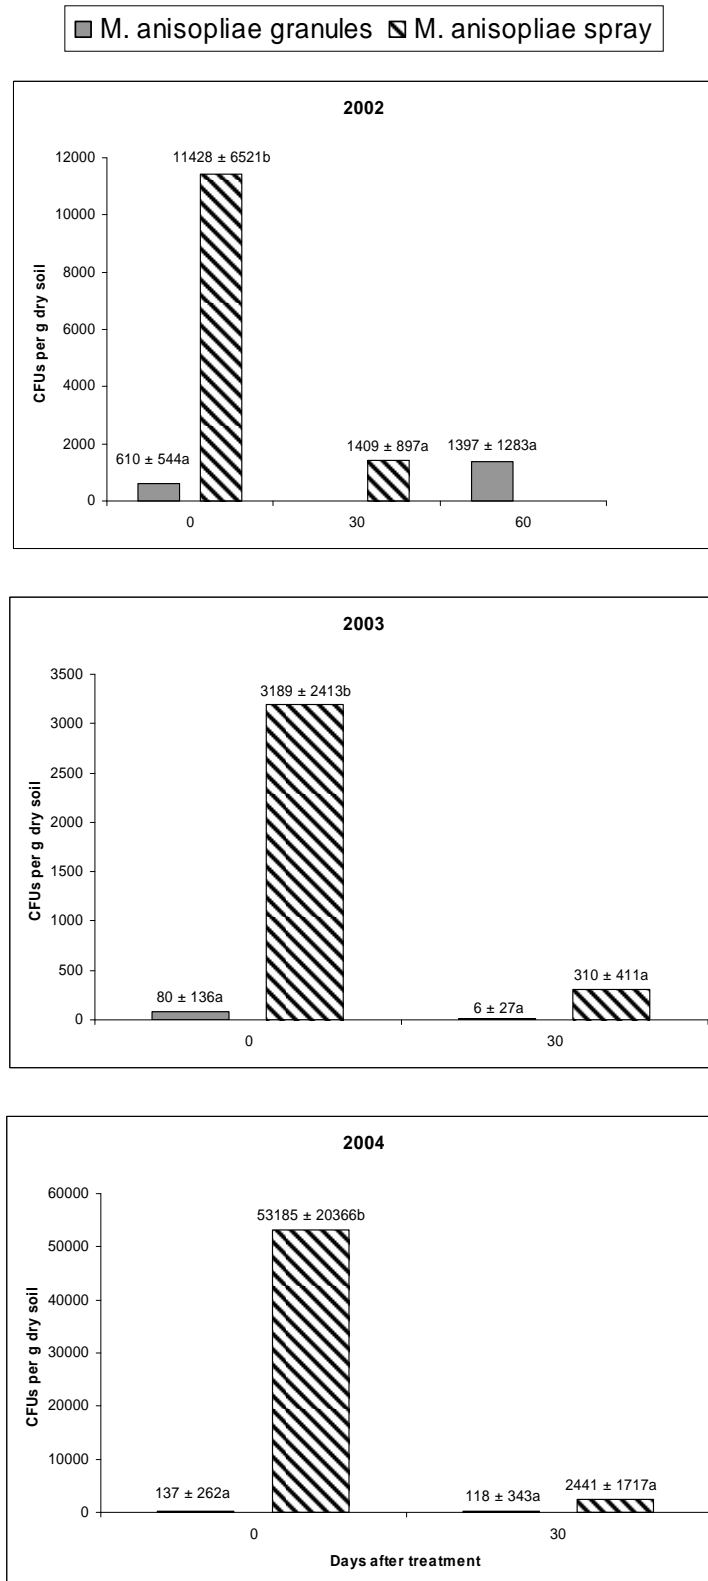 M. anisopliae granules M. anisopliae spray
2002
CFUs per g dry soil
12000
10000
8000
6000
4000
2000
0
610 ± 544a
11428 ± 6521b
1409 ± 897a
1397 ± 1283a
0 30 60
2003
CFUs per g dry soil
3500
3000
2500
2000
1500
1000
500
0
80 ± 136a
3189 ± 2413b
6 ± 27a
310 ± 411a
0 30
2004
CFUs per g dry soil
60000
50000
40000
30000
20000
10000
0
137 ± 262a
53185 ± 20366b
118 ± 343a
2441 ± 1717a
0 30
Days after treatment